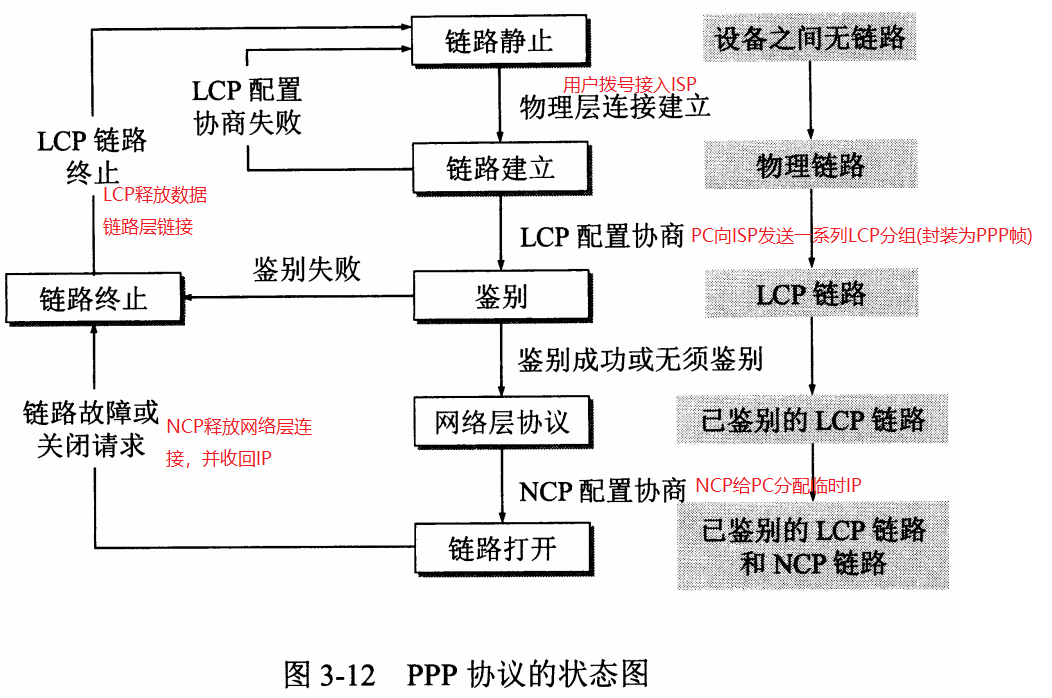 链路静止
设备之间无链路
用户拨号接入ISP
物理层连接建立
LCP 配置
协商失败
LCP 链路
终止
LCP释放数据
链路层链接
链路建立
物理链路
LCP 配置协商
PC向ISP发送一系列LCP分组(封装为PPP帧)
鉴别失败
链路终止
鉴别
LCP 链路
鉴别成功或无须鉴别
链路故障或
关闭请求
NCP释放网络层连
接，并收回IP
网络层协议
已鉴别的 LCP 链路
NCP 配置协商
NCP给PC分配临时IP
链路打开
已鉴别的 LCP 链路
和 NCP 链路
图 3-12 PPP 协议的状态图